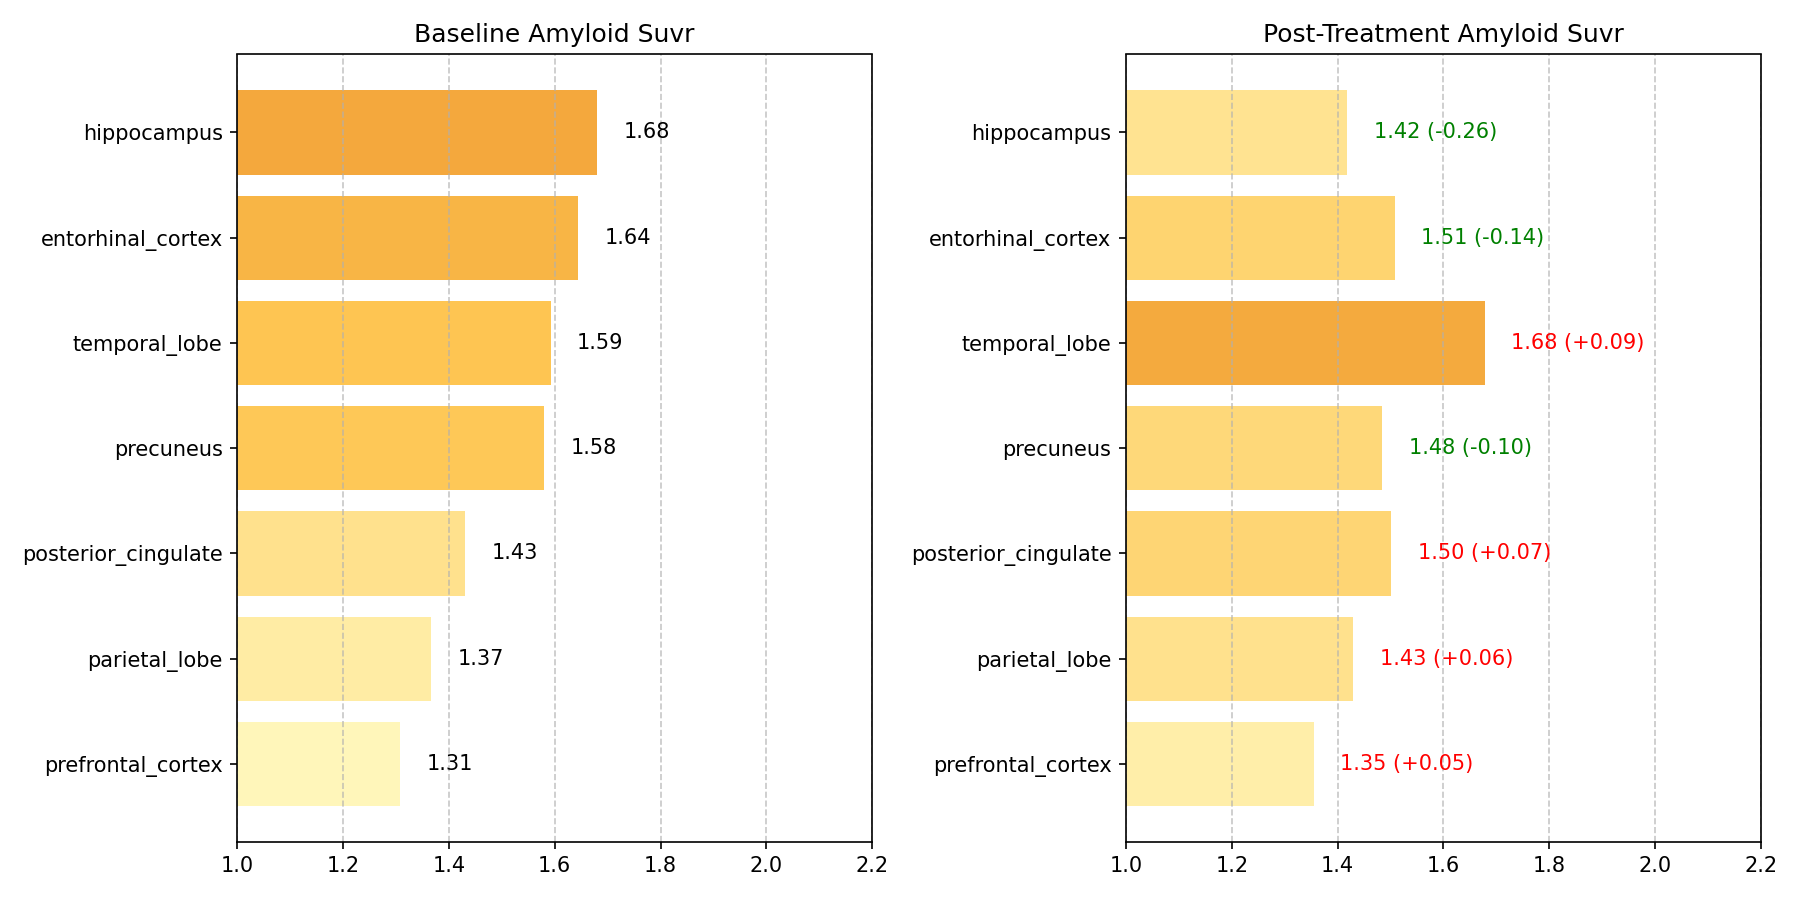 Baseline Amyloid Suvr
hippocampus 1.68
entorhinal_cortex 1.64
temporal_lobe 1.59
precuneus 1.58
posterior_cingulate 1.43
parietal_lobe 1.37
prefrontal_cortex 1.31
1.0 1.2 1.4 1.6 1.8 2.0 2.2
Post-Treatment Amyloid Suvr
hippocampus 1.42 (-0.26)
entorhinal_cortex 1.51 (-0.14)
temporal_lobe 1.68 (+0.09)
precuneus 1.48 (-0.10)
posterior_cingulate 1.50 (+0.07)
parietal_lobe 1.43 (+0.06)
prefrontal_cortex 1.35 (+0.05)
1.0 1.2 1.4 1.6 1.8 2.0 2.2